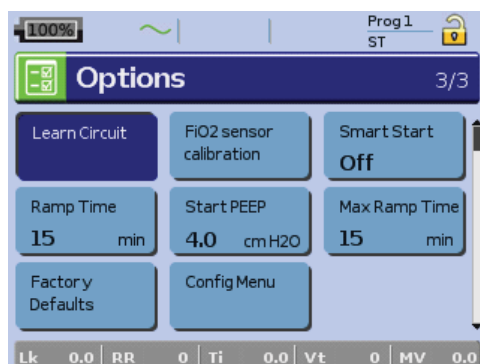 100%
Prog 1
ST
Options 3/3
Learn Circuit
FiO2 sensor
calibration
Smart Start
Off
Ramp Time
15 min
Start PEEP
4.0 cmH2O
Max Ramp Time
15 min
Factory
Defaults
Config Menu
Lk 0.0 RR 0 Ti 0.0 Vt 0 MV 0.0